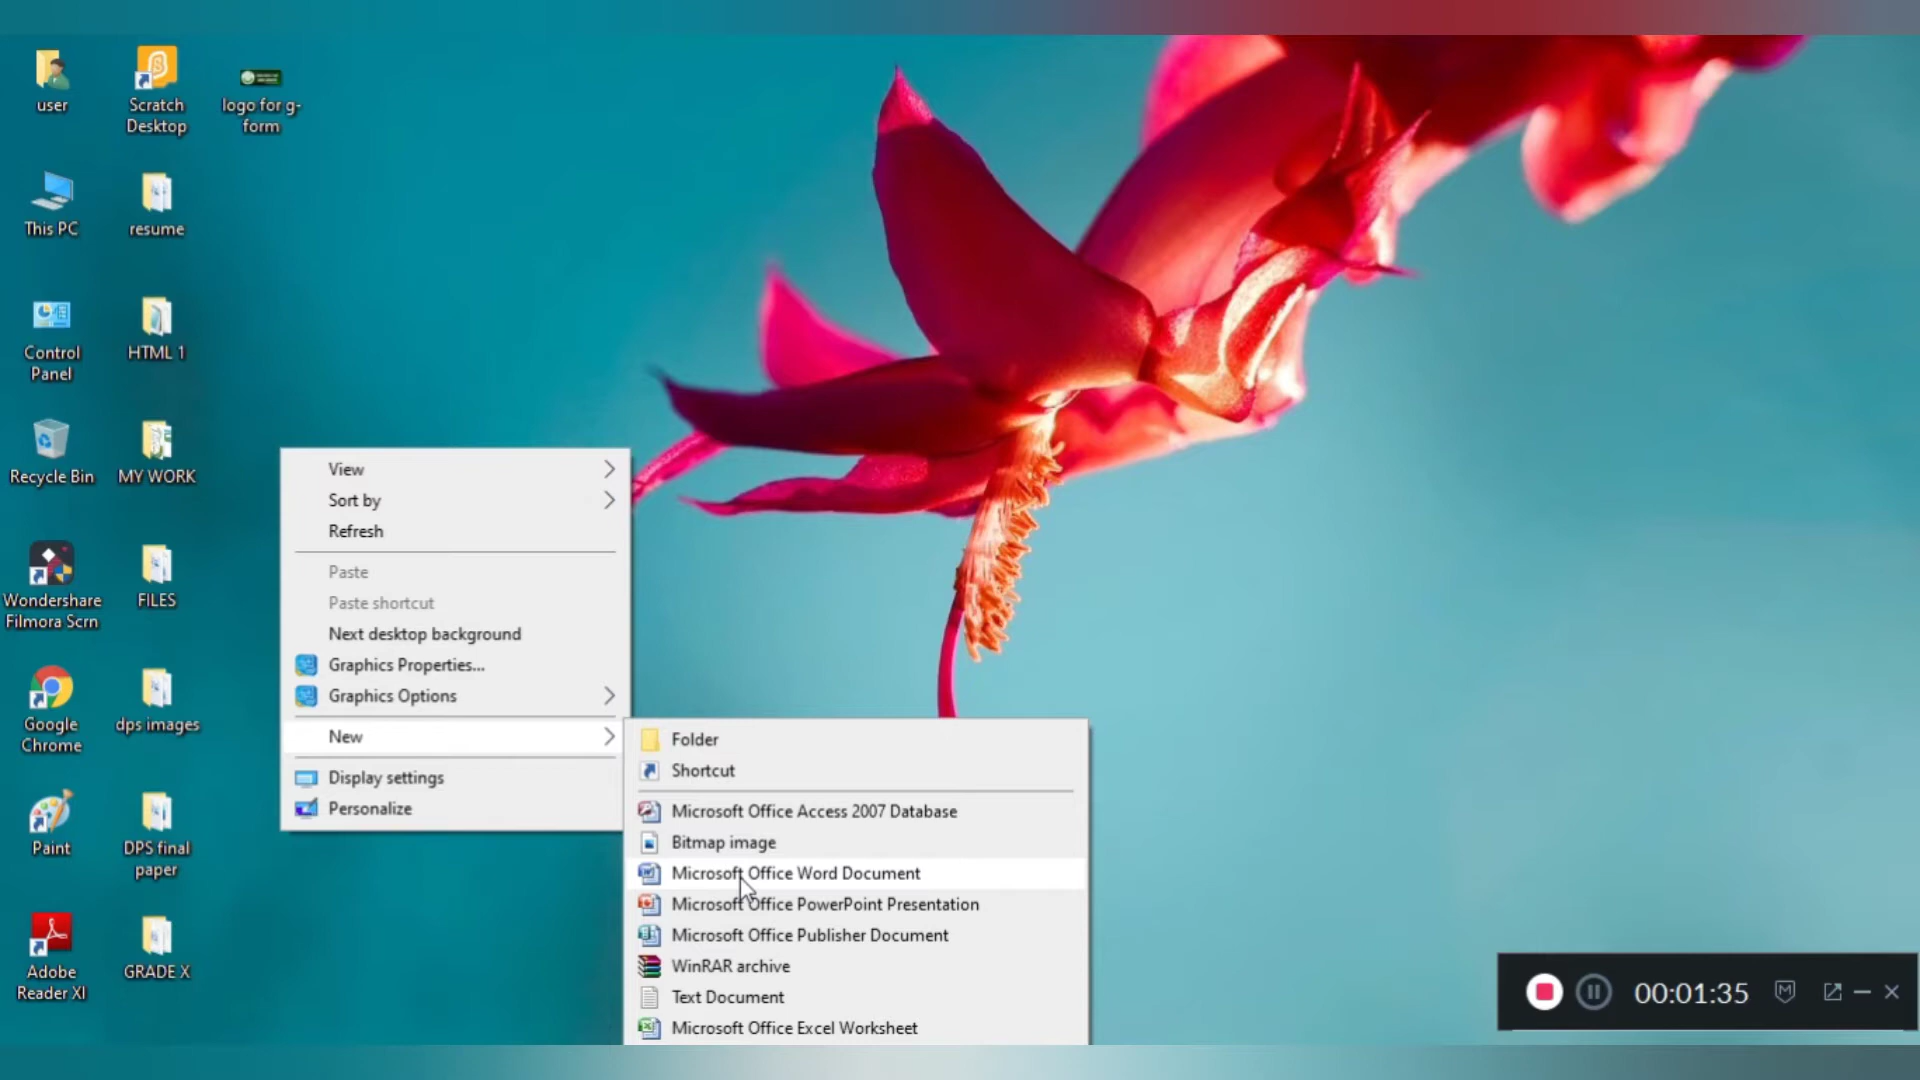 user
Scratch
Desktop
logo for g-
form
This PC
resume
Control
Panel
HTML 1
Recycle Bin
MY WORK
Wondershare
Filmora Scrn
FILES
Google
Chrome
dps images
Paint
DPS final
paper
Adobe
Reader XI
GRADE X
View
Sort by
Refresh
Paste
Paste shortcut
Next desktop background
Graphics Properties...
Graphics Options
New
Display settings
Personalize
Folder
Shortcut
Microsoft Office Access 2007 Database
Bitmap image
Microsoft Office Word Document
Microsoft Office PowerPoint Presentation
Microsoft Office Publisher Document
WinRAR archive
Text Document
Microsoft Office Excel Worksheet
00:01:35